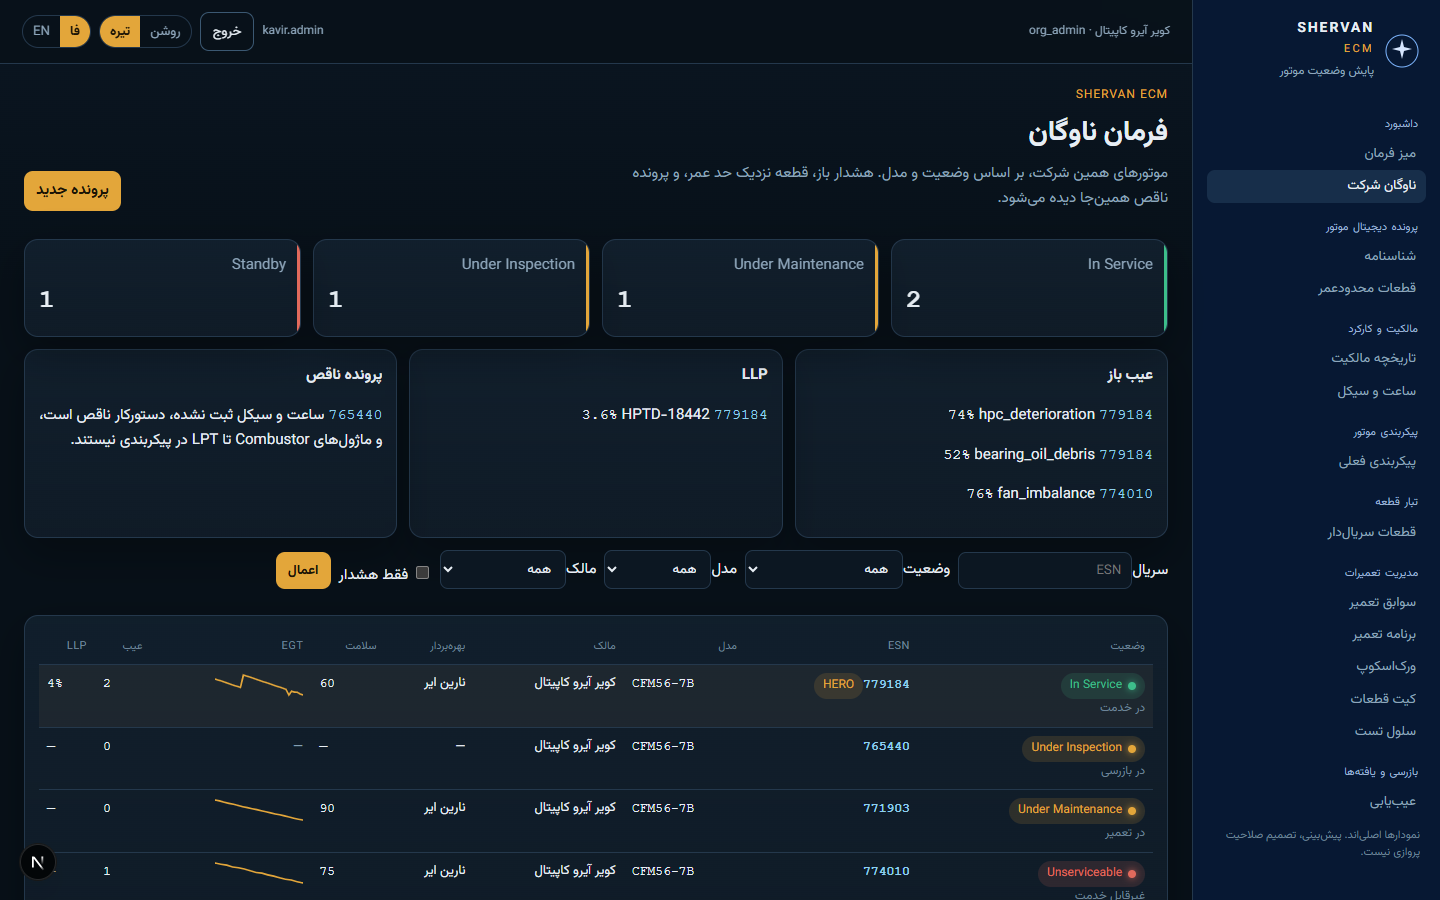 SHERVAN
ECM
پایش وضعیت موتور
داشبورد
میز فرمان
ناوگان شرکت
پرونده دیجیتال موتور
شناسنامه
قطعات محدودعمر
مالکیت و کارکرد
تاریخچه مالکیت
ساعت و سیکل
پیکربندی موتور
پیکربندی فعلی
تبار قطعه
قطعات سریال‌دار
مدیریت تعمیرات
سوابق تعمیر
برنامه تعمیر
ورک‌اسکوپ
کیت قطعات
سلول تست
بازرسی و یافته‌ها
عیب‌یابی
نمودارها اصلی‌اند. پیش‌بینی، تصمیم صلاحیت
پروازی نیست.
کویر آیرو کاپیتال · org_admin
kavir.admin
خروج
روشن تیره
فا EN
SHERVAN ECM
فرمان ناوگان
موتورهای همین شرکت، بر اساس وضعیت و مدل. هشدار باز، قطعه نزدیک حد عمر، و پرونده
ناقص همین‌جا دیده می‌شود.
پرونده جدید
In Service
2
Under Maintenance
1
Under Inspection
1
Standby
1
عیب باز
779184 hpc_deterioration 74%
779184 bearing_oil_debris 52%
774010 fan_imbalance 76%
LLP
779184 HPTD-18442 3.6%
پرونده ناقص
765440 ساعت و سیکل ثبت نشده، دستورکار ناقص است،
و ماژول‌های Combustor تا LPT در پیکربندی نیستند.
سریال ESN وضعیت همه مدل همه مالک همه فقط هشدار اعمال
وضعیت ESN مدل مالک بهره‌بردار سلامت EGT عیب LLP
In Service 779184 HERO CFM56-7B کویر آیرو کاپیتال نارین ایر 60 2 4%
در خدمت
Under Inspection 765440 CFM56-7B کویر آیرو کاپیتال — — — 0 —
در بازرسی
Under Maintenance 771903 CFM56-7B کویر آیرو کاپیتال نارین ایر 90 0 —
در تعمیر
Unserviceable 774010 CFM56-7B کویر آیرو کاپیتال نارین ایر 75 1
غیرقابل خدمت
N